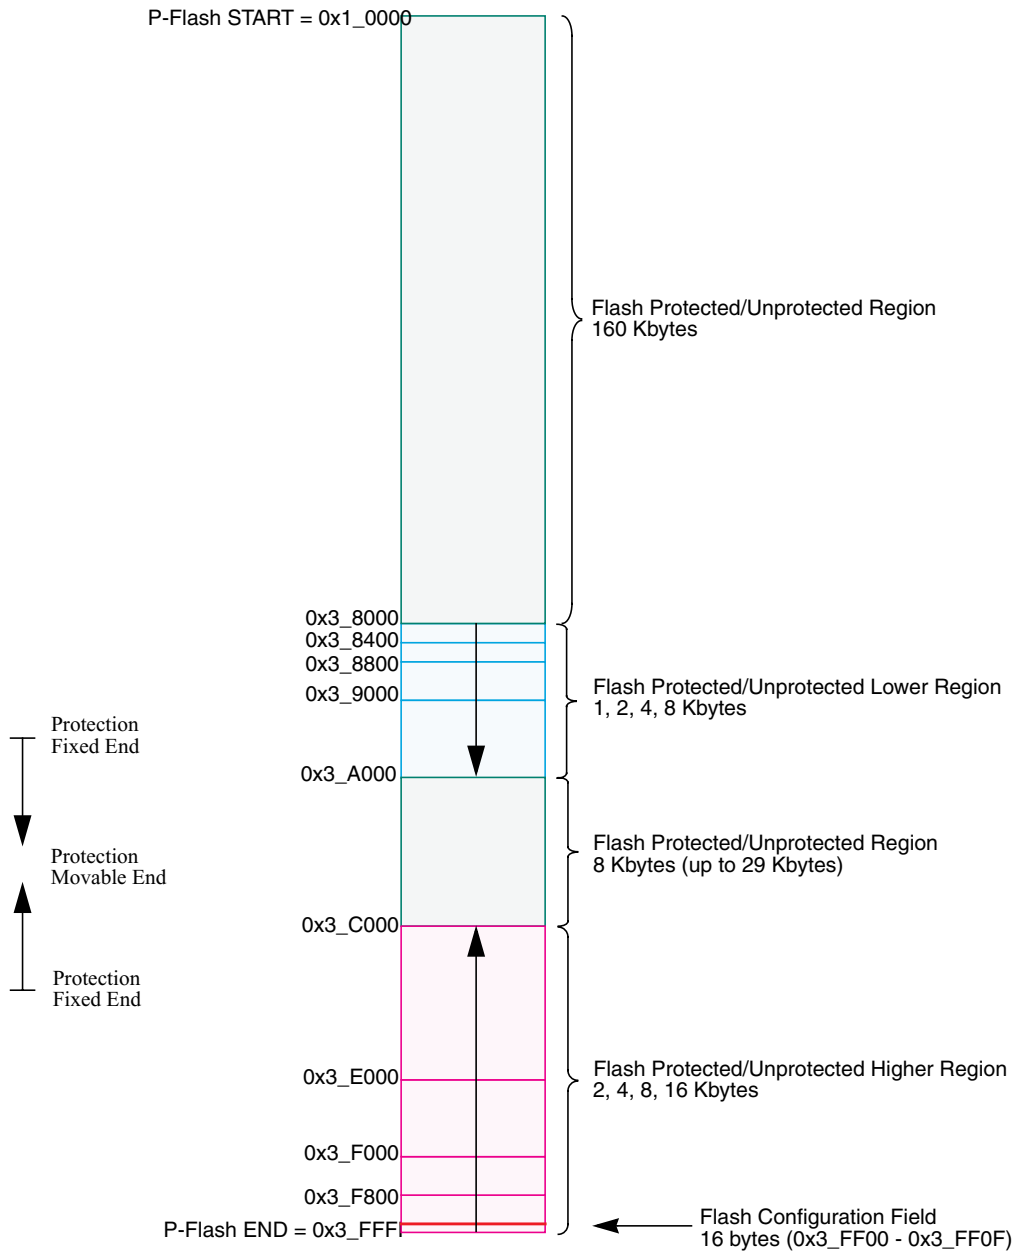 P-Flash START = 0x1_0000
Flash Protected/Unprotected Region
160 Kbytes
0x3_8000
0x3_8400
0x3_8800
0x3_9000
Flash Protected/Unprotected Lower Region
1, 2, 4, 8 Kbytes
Protection
Fixed End
0x3_A000
Flash Protected/Unprotected Region
8 Kbytes (up to 29 Kbytes)
Protection
Movable End
0x3_C000
Protection
Fixed End
0x3_E000
Flash Protected/Unprotected Higher Region
2, 4, 8, 16 Kbytes
0x3_F000
0x3_F800
P-Flash END = 0x3_FFF
Flash Configuration Field
16 bytes (0x3_FF00 - 0x3_FF0F)